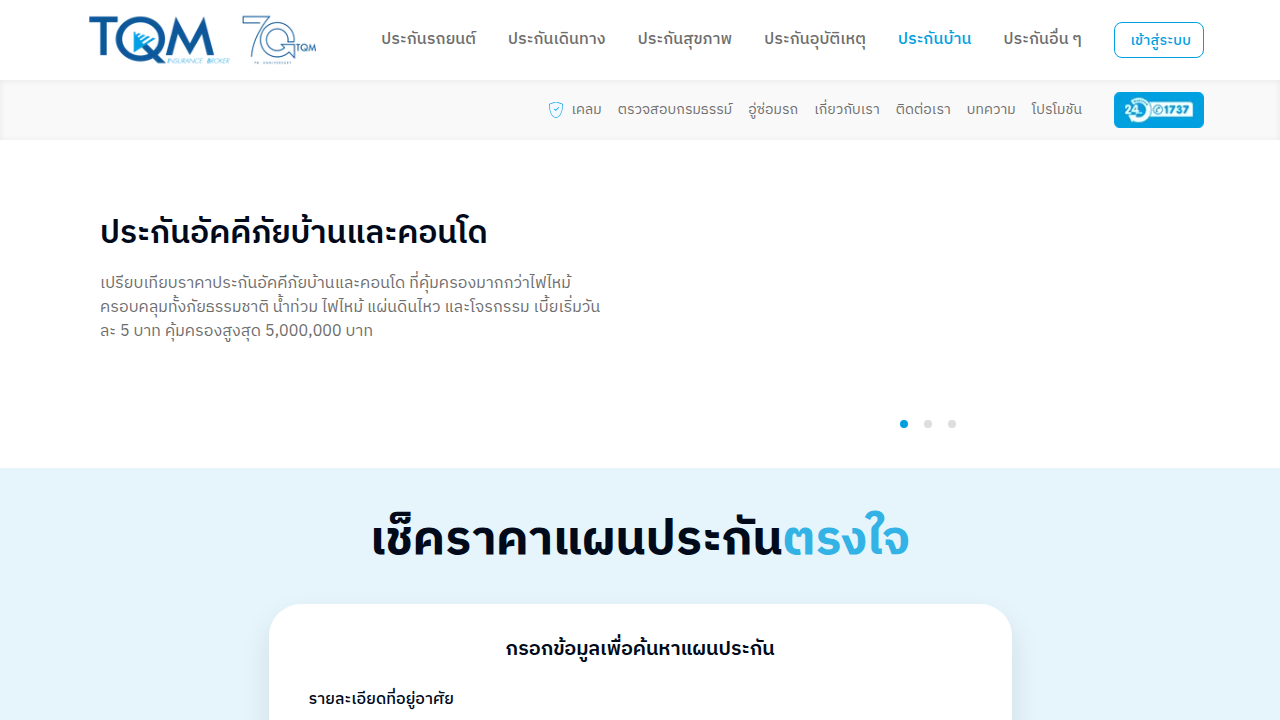 TQM
INSURANCE BROKER
7Q TQM
TH ANNIVERSARY
ประกันรถยนต์
ประกันเดินทาง
ประกันสุขภาพ
ประกันอุบัติเหตุ
ประกันบ้าน
ประกันอื่น ๆ
เข้าสู่ระบบ
เคลม
ตรวจสอบกรมธรรม์
อู่ซ่อมรถ
เกี่ยวกับเรา
ติดต่อเรา
บทความ
โปรโมชัน
24 1737
ประกันอัคคีภัยบ้านและคอนโด
เปรียบเทียบราคาประกันอัคคีภัยบ้านและคอนโด ที่คุ้มครองมากกว่าไฟไหม้
ครอบคลุมทั้งภัยธรรมชาติ น้ำท่วม ไฟไหม้ แผ่นดินไหว และโจรกรรม เบี้ยเริ่มวัน
ละ 5 บาท คุ้มครองสูงสุด 5,000,000 บาท
เช็คราคาแผนประกันตรงใจ
กรอกข้อมูลเพื่อค้นหาแผนประกัน
รายละเอียดที่อยู่อาศัย